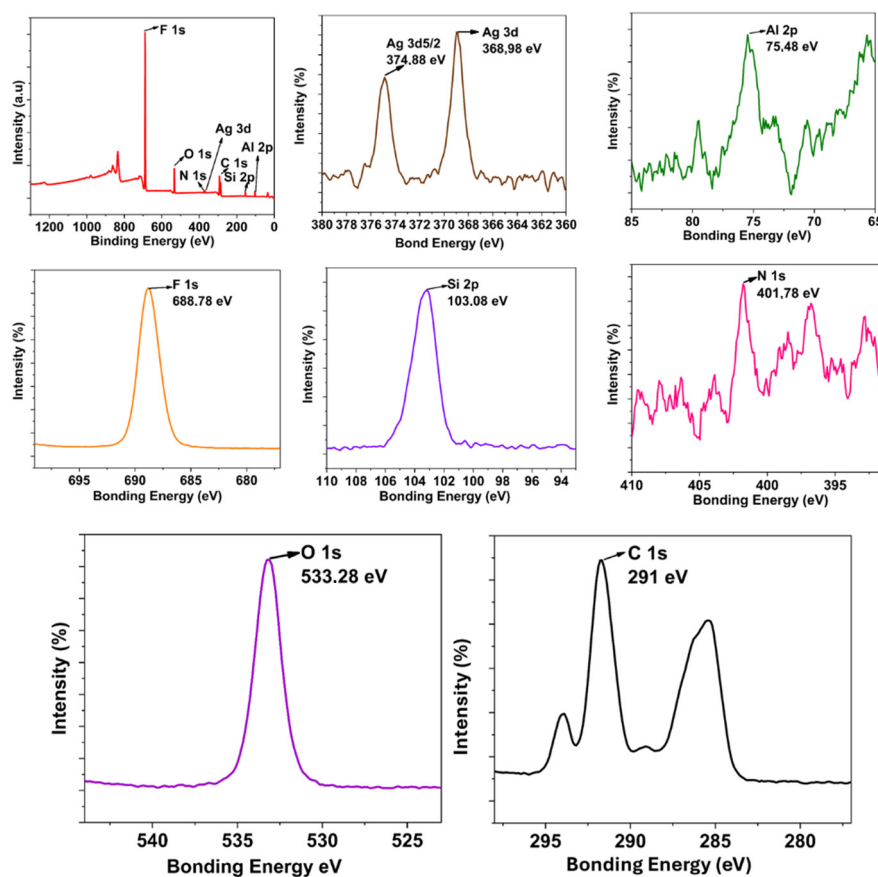 F 1s
Ag 3d
O 1s
C 1s
Al 2p
N 1s
Si 2p
Intensity (a.u)
1200 1000 800 600 400 200 0
Binding Energy (eV)
Ag 3d5/2
374.88 eV
Ag 3d
368,98 eV
Intensity (%)
380 378 376 374 372 370 368 366 364 362 360
Bond Energy (eV)
Al 2p
75,48 eV
Intensity (%)
85 80 75 70 65
Binding Energy (eV)
F 1s
688.78 eV
Intensity (%)
695 690 685 680
Bonding Energy (eV)
Si 2p
103.08 eV
Intensity (%)
110 108 106 104 102 100 98 96 94
Bonding Energy (eV)
N 1s
401,78 eV
Intensity (%)
410 405 400 395
Bonding Energy (eV)
O 1s
533.28 eV
Intensity (%)
540 535 530 525
Bonding Energy eV
C 1s
291 eV
Intensity (%)
295 290 285 280
Bonding Energy (eV)